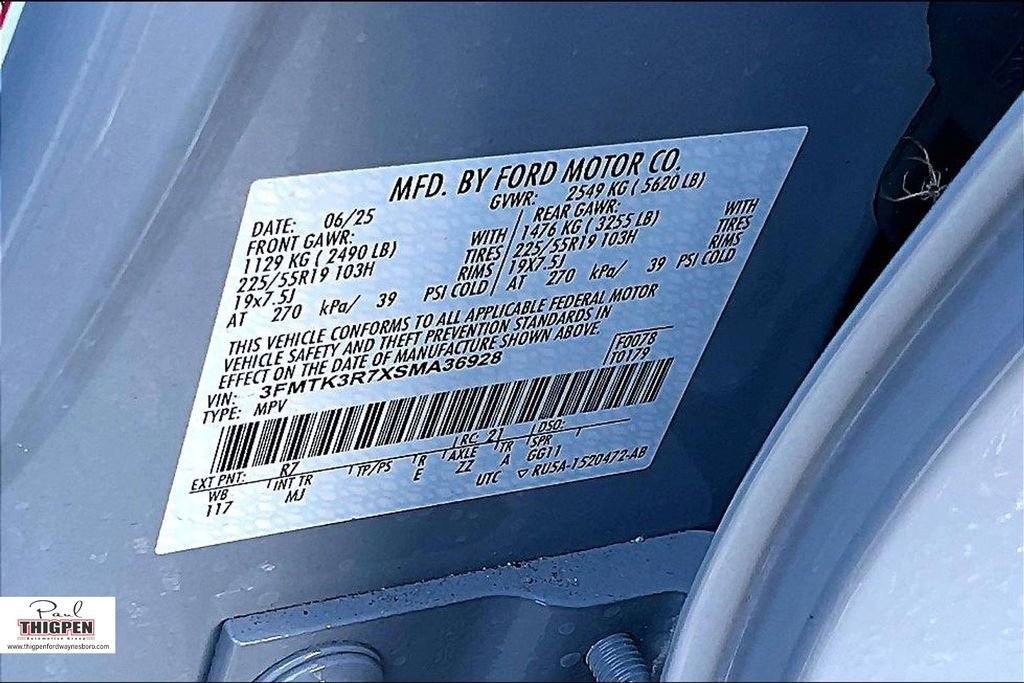 MFD. BY FORD MOTOR CO.
DATE: 06/25 GVWR: 2549 KG ( 5620 LB)
FRONT GAWR: REAR GAWR:
1129 KG ( 2490 LB) WITH 1476 KG ( 3255 LB) WITH
225/55R19 103H TIRES 225/55R19 103H TIRES
19x7.5J RIMS 19X7.5J RIMS
AT 270 kPa/ 39 PSI COLD AT 270 kPa/ 39 PSI COLD
THIS VEHICLE CONFORMS TO ALL APPLICABLE FEDERAL MOTOR
VEHICLE SAFETY AND THEFT PREVENTION STANDARDS IN
EFFECT ON THE DATE OF MANUFACTURE SHOWN ABOVE.
VIN: 3FMTK3R7XSMA36928 F0078
TYPE: MPV T0179
EXT PNT: R7 RC: 21 DSO:
WB INT TR TP/PS R AXLE TR SPR
117 MJ E ZZ A GG11
UTC ▽ RU5A-1520472-AB
Paul
THIGPEN
Automotive Group
www.thigpenfordwaynesboro.com